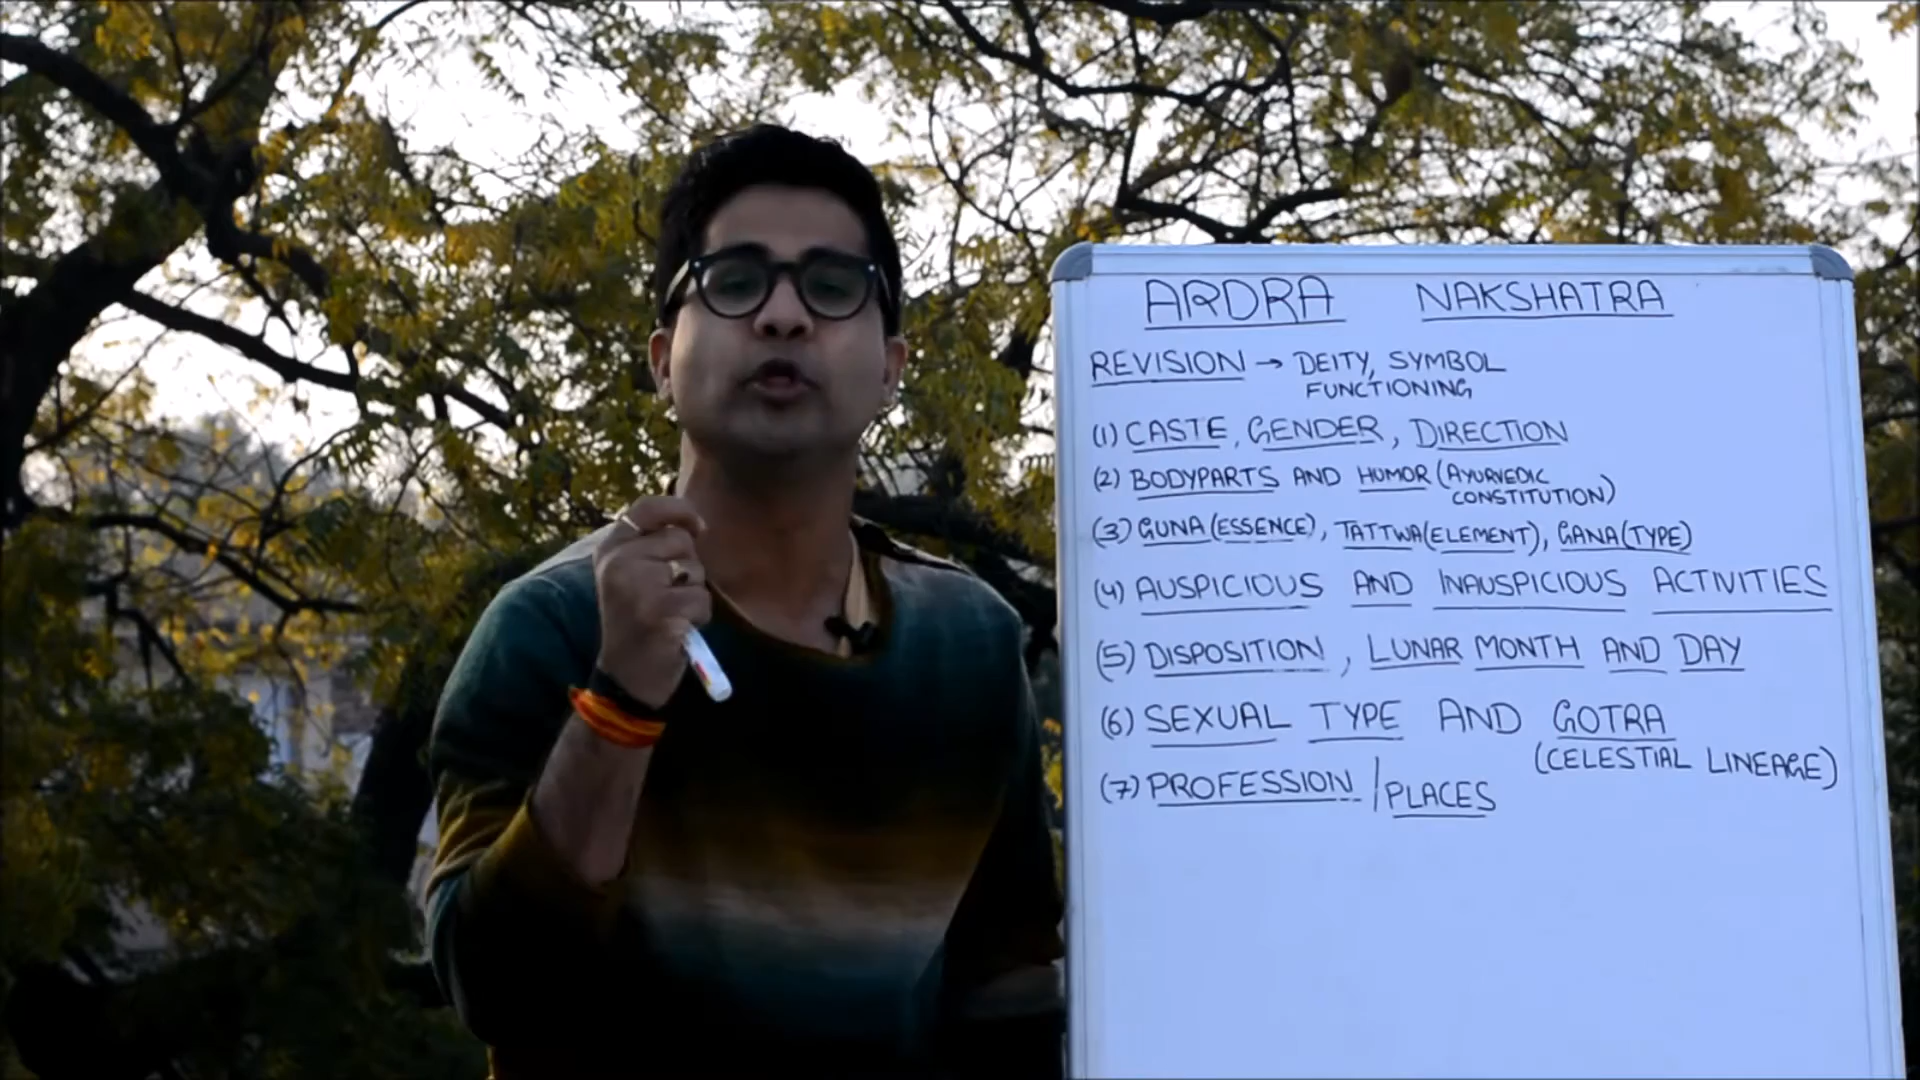 ARDRA NAKSHATRA
REVISION → DEITY, SYMBOL
FUNCTIONING
(1) CASTE, GENDER, DIRECTION
(2) BODYPARTS AND HUMOR (AYURVEDIC
CONSTITUTION)
(3) GUNA (ESSENCE), TATTWA (ELEMENT), GANA (TYPE)
(4) AUSPICIOUS AND INAUSPICIOUS ACTIVITIES
(5) DISPOSITION, LUNAR MONTH AND DAY
(6) SEXUAL TYPE AND GOTRA
(CELESTIAL LINEAGE)
(7) PROFESSION / PLACES